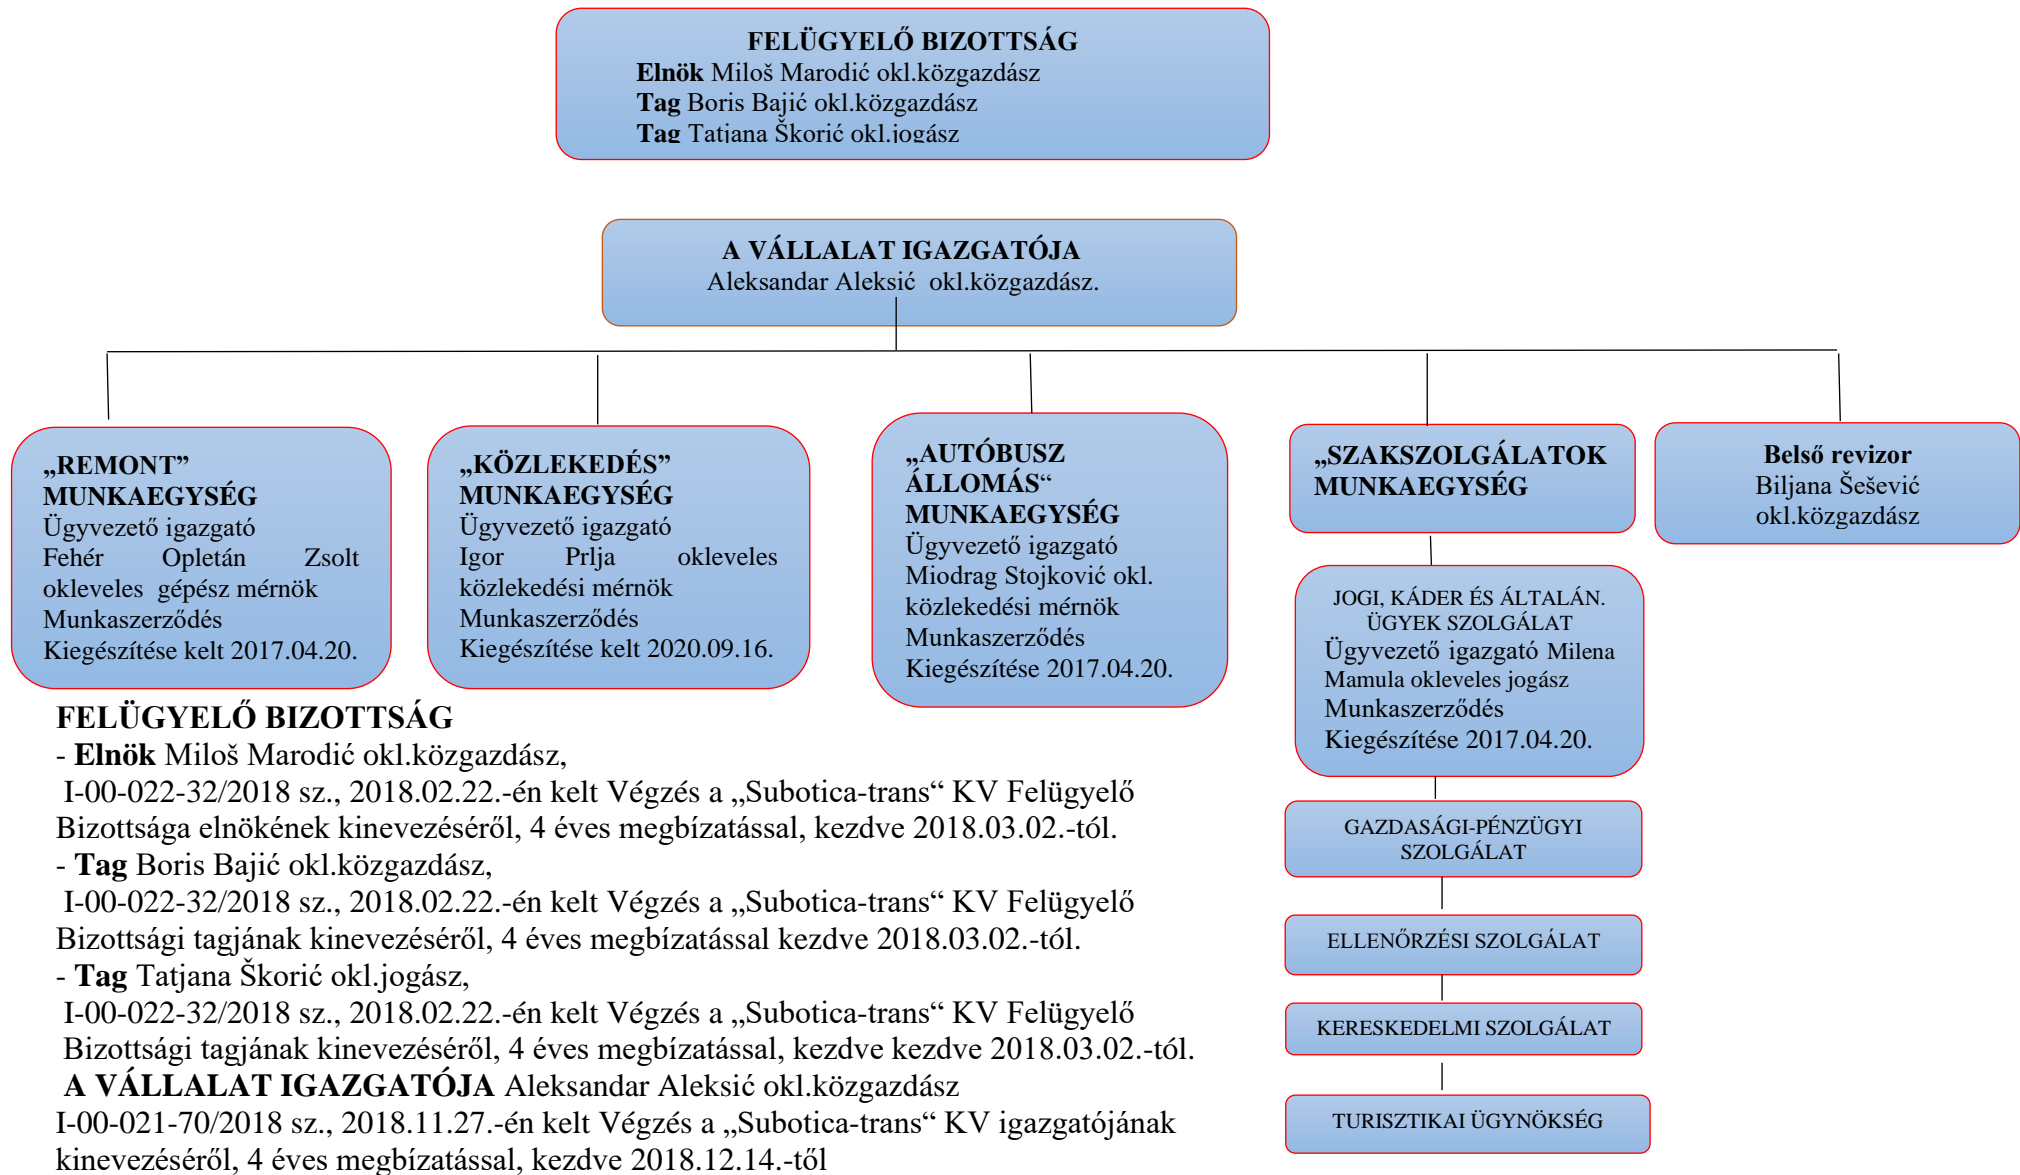 FELÜGYELŐ BIZOTTSÁG
Elnök Miloš Marodić okl.közgazdász
Tag Boris Bajić okl.közgazdász
Tag Tatjana Škorić okl.jogász
A VÁLLALAT IGAZGATÓJA
Aleksandar Aleksić okl.közgazdász.
„REMONT”
MUNKAEGYSÉG
Ügyvezető igazgató
Fehér Opletán Zsolt
okleveles gépész mérnök
Munkaszerződés
Kiegészítése kelt 2017.04.20.
„KÖZLEKEDÉS”
MUNKAEGYSÉG
Ügyvezető igazgató
Igor Prlja okleveles
közlekedési mérnök
Munkaszerződés
Kiegészítése kelt 2020.09.16.
„AUTÓBUSZ
ÁLLOMÁS“
MUNKAEGYSÉG
Ügyvezető igazgató
Miodrag Stojković okl.
közlekedési mérnök
Munkaszerződés
Kiegészítése 2017.04.20.
„SZAKSZOLGÁLATOK
MUNKAEGYSÉG
Belső revizor
Biljana Šešević
okl.közgazdász
JOGI, KÁDER ÉS ÁLTALÁN.
ÜGYEK SZOLGÁLAT
Ügyvezető igazgató Milena
Mamula okleveles jogász
Munkaszerződés
Kiegészítése 2017.04.20.
GAZDASÁGI-PÉNZÜGYI
SZOLGÁLAT
ELLENŐRZÉSI SZOLGÁLAT
KERESKEDELMI SZOLGÁLAT
TURISZTIKAI ÜGYNÖKSÉG
FELÜGYELŐ BIZOTTSÁG
- Elnök Miloš Marodić okl.közgazdász,
I-00-022-32/2018 sz., 2018.02.22.-én kelt Végzés a „Subotica-trans“ KV Felügyelő
Bizottsága elnökének kinevezéséről, 4 éves megbízatással, kezdve 2018.03.02.-tól.
- Tag Boris Bajić okl.közgazdász,
I-00-022-32/2018 sz., 2018.02.22.-én kelt Végzés a „Subotica-trans“ KV Felügyelő
Bizottsági tagjának kinevezéséről, 4 éves megbízatással kezdve 2018.03.02.-tól.
- Tag Tatjana Škorić okl.jogász,
I-00-022-32/2018 sz., 2018.02.22.-én kelt Végzés a „Subotica-trans“ KV Felügyelő
Bizottsági tagjának kinevezéséről, 4 éves megbízatással, kezdve kezdve 2018.03.02.-tól.
A VÁLLALAT IGAZGATÓJA Aleksandar Aleksić okl.közgazdász
I-00-021-70/2018 sz., 2018.11.27.-én kelt Végzés a „Subotica-trans“ KV igazgatójának
kinevezéséről, 4 éves megbízatással, kezdve 2018.12.14.-től